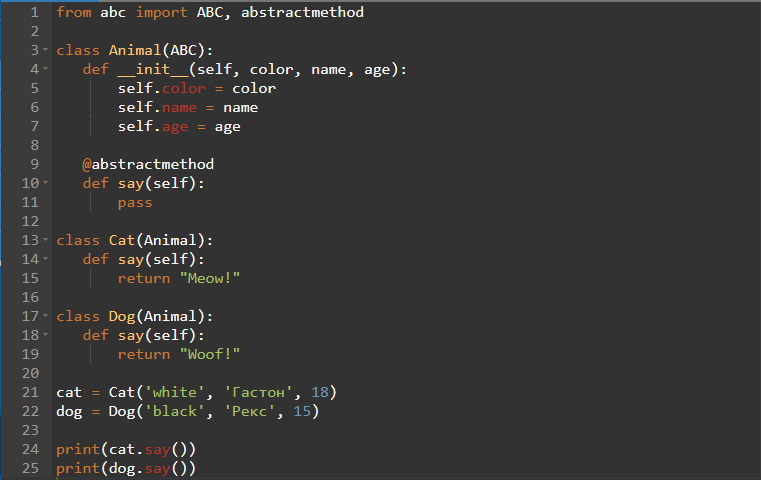 1 from abc import ABC, abstractmethod
2
3 class Animal(ABC):
4 def __init__(self, color, name, age):
5 self.color = color
6 self.name = name
7 self.age = age
8
9 @abstractmethod
10 def say(self):
11 pass
12
13 class Cat(Animal):
14 def say(self):
15 return "Meow!"
16
17 class Dog(Animal):
18 def say(self):
19 return "Woof!"
20
21 cat = Cat('white', 'Гастон', 18)
22 dog = Dog('black', 'Рекс', 15)
23
24 print(cat.say())
25 print(dog.say())